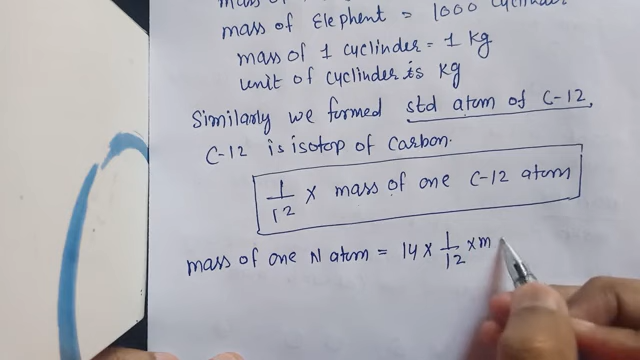 mass of Elephent = 1000 cylinder
mass of 1 cylinder = 1 kg
unit of cylinder is kg
Similarly we formed std atom of C-12,
C-12 is isotop of carbon.
1/12 × mass of one C-12 atom
mass of one N atom = 14 × 1/12 × m